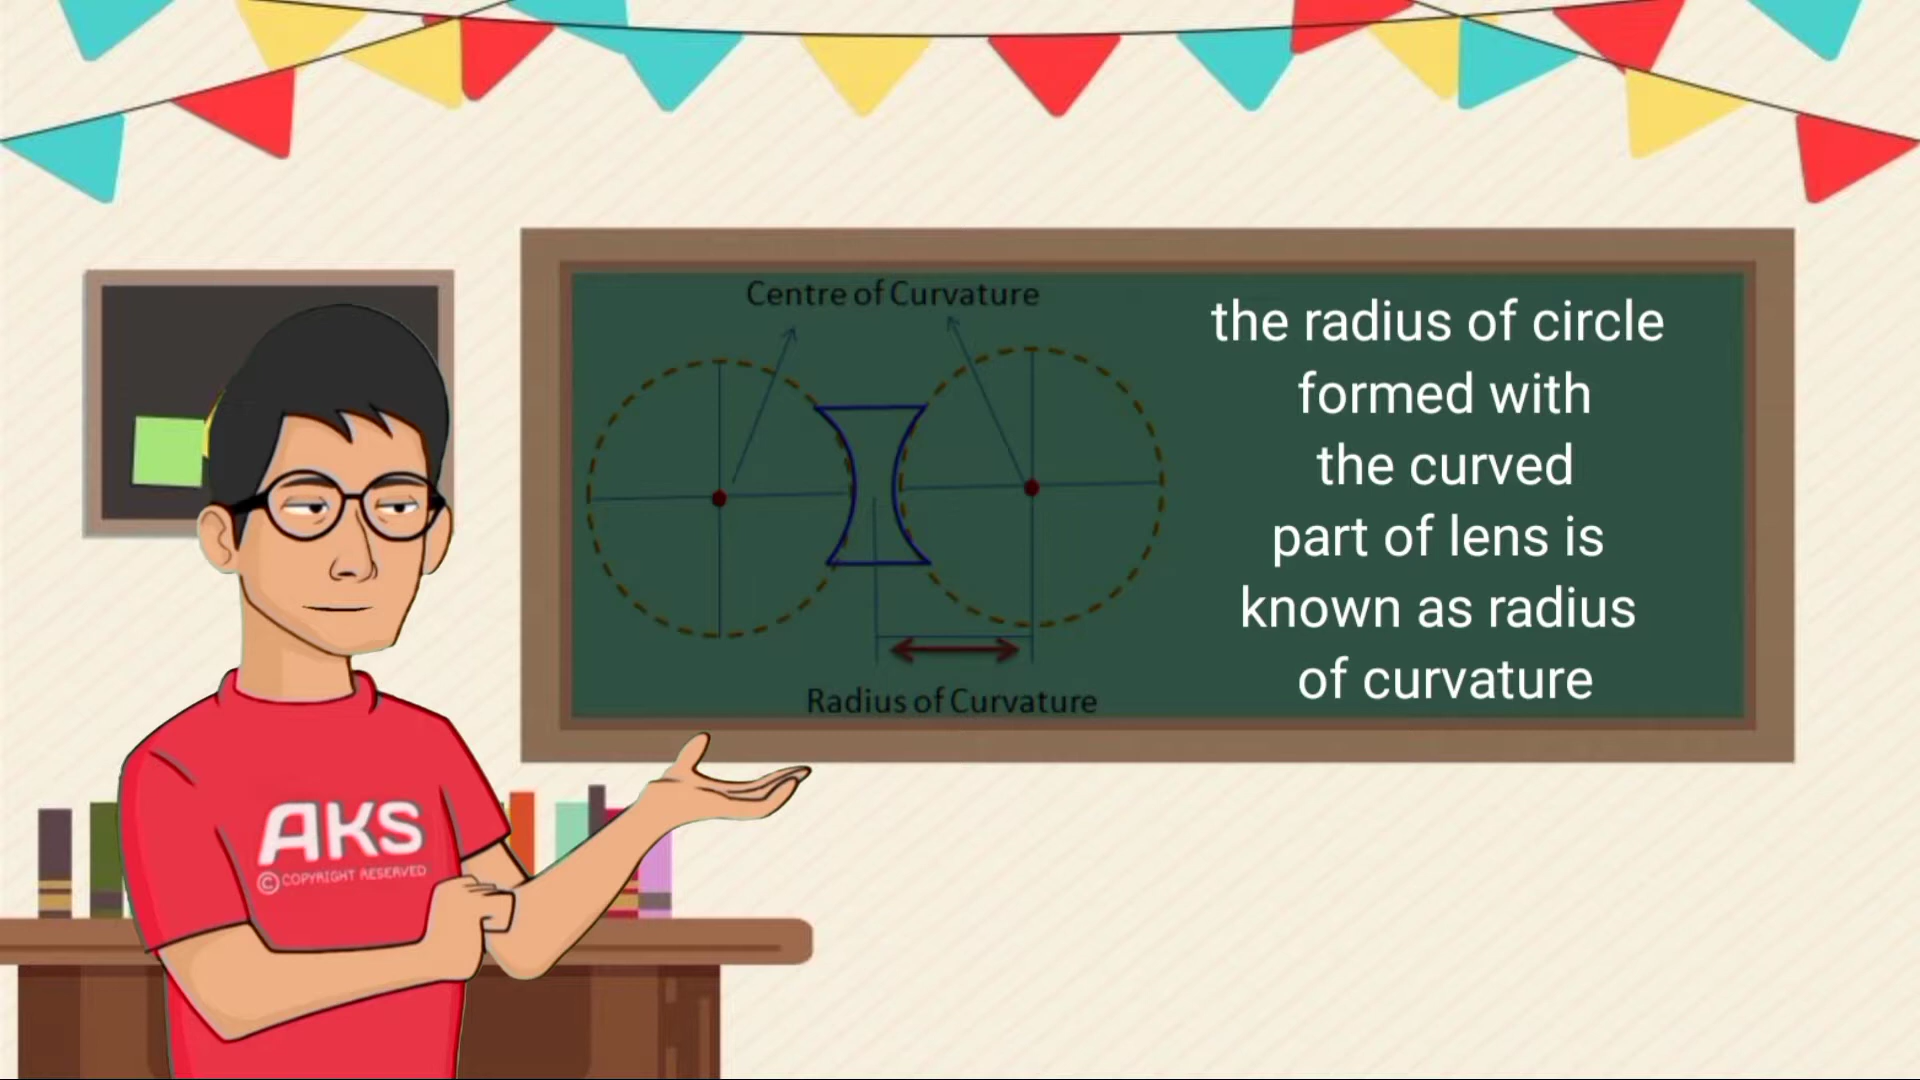 Centre of Curvature
the radius of circle
formed with
the curved
part of lens is
known as radius
of curvature
Radius of Curvature
AKS
© COPYRIGHT RESERVED